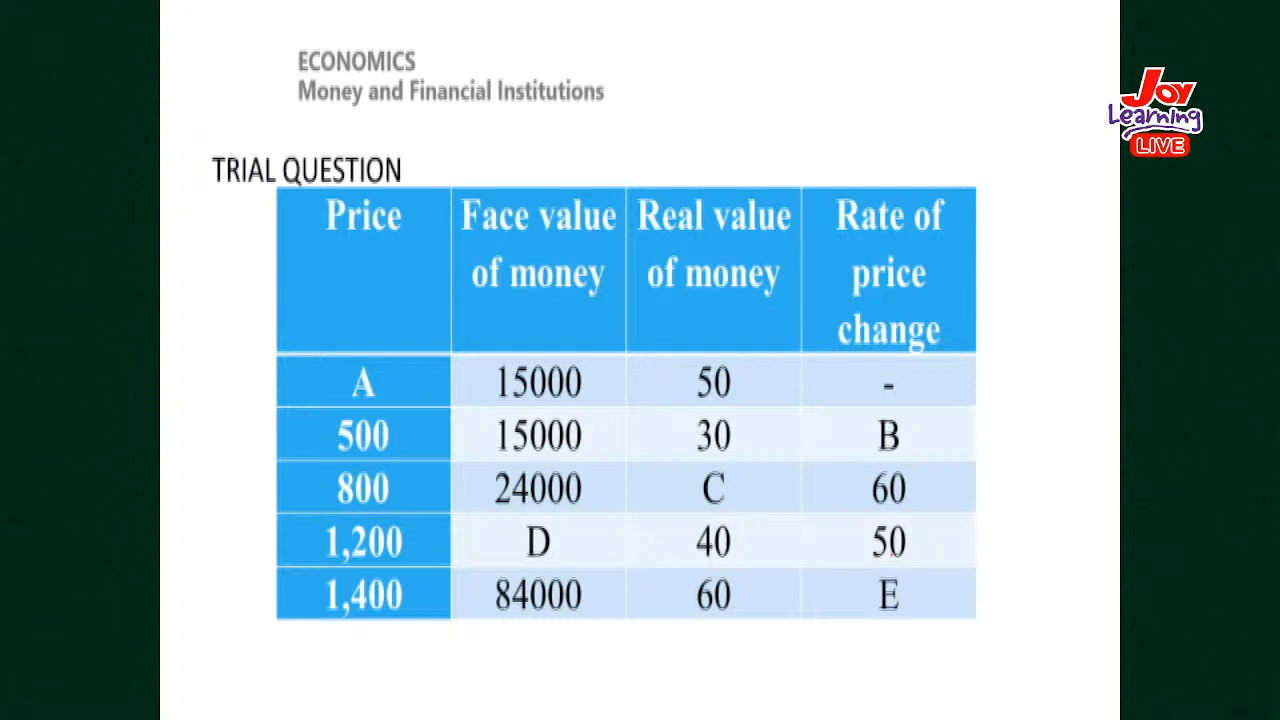 ECONOMICS
Money and Financial Institutions
Joy
Learning
LIVE
TRIAL QUESTION
Price Face value of money Real value of money Rate of price change
A 15000 50 -
500 15000 30 B
800 24000 C 60
1,200 D 40 50
1,400 84000 60 E